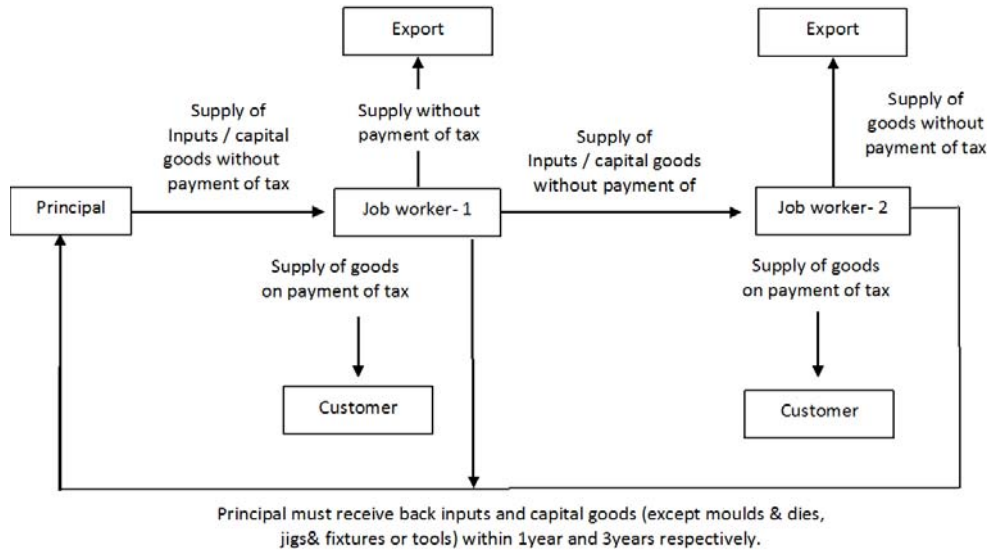 Export
Export
Supply of
Inputs / capital
goods without
payment of tax
Supply without
payment of tax
Supply of
Inputs / capital goods
without payment of
Supply of
goods without
payment of tax
Principal
Job worker- 1
Job worker- 2
Supply of goods
on payment of tax
Supply of goods
on payment of tax
Customer
Customer
Principal must receive back inputs and capital goods (except moulds & dies,
jigs& fixtures or tools) within 1year and 3years respectively.